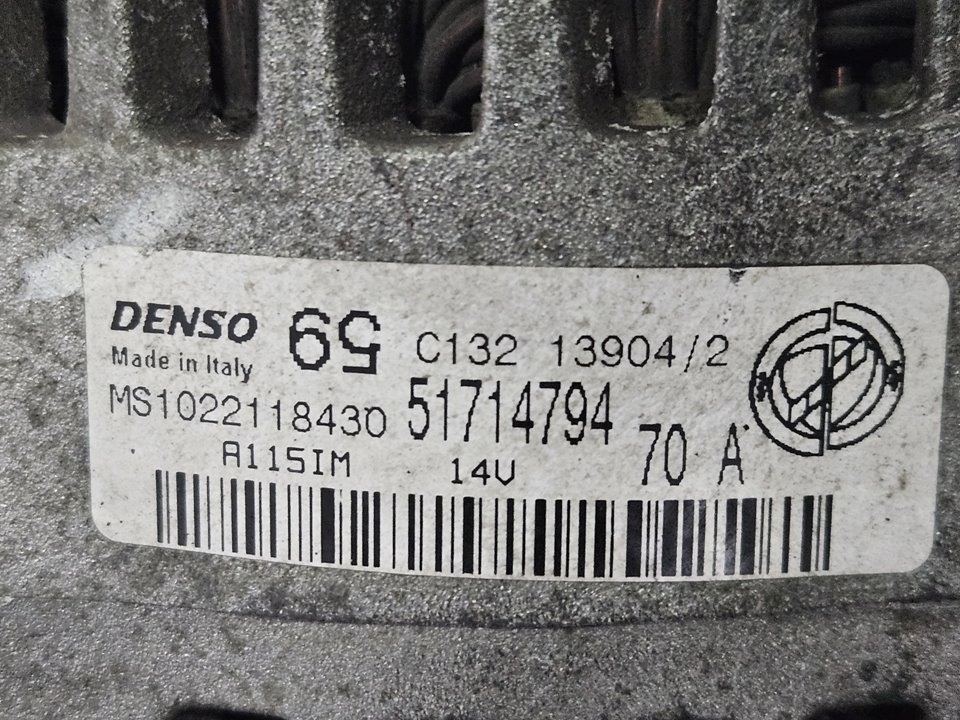 DENSO 59 C132 13904/2
Made in Italy
MS1022118430 51714794
A115IM 14V 70 A